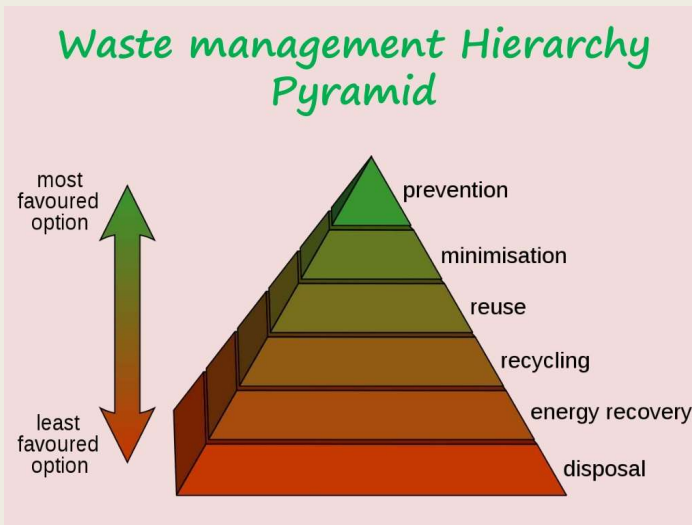 Waste management Hierarchy
Pyramid
most
favoured
option
prevention
minimisation
reuse
recycling
energy recovery
least
favoured
option
disposal